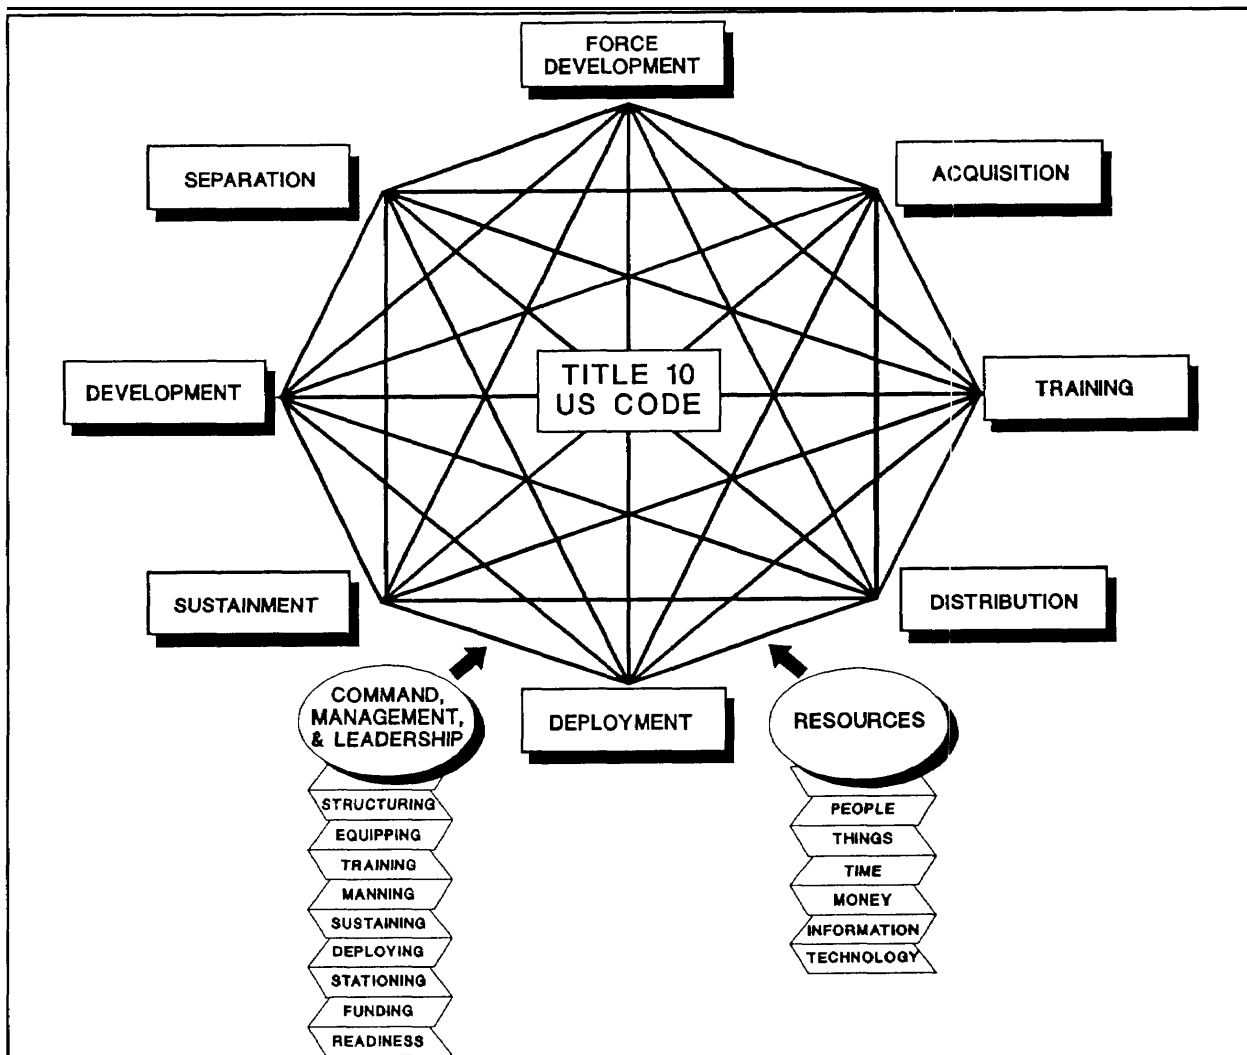 FORCE
DEVELOPMENT
SEPARATION
ACQUISITION
TITLE 10
US CODE
DEVELOPMENT
TRAINING
SUSTAINMENT
DISTRIBUTION
COMMAND,
MANAGEMENT,
& LEADERSHIP
DEPLOYMENT
RESOURCES
STRUCTURING
EQUIPPING
TRAINING
MANNING
SUSTAINING
DEPLOYING
STATIONING
FUNDING
READINESS
PEOPLE
THINGS
TIME
MONEY
INFORMATION
TECHNOLOGY